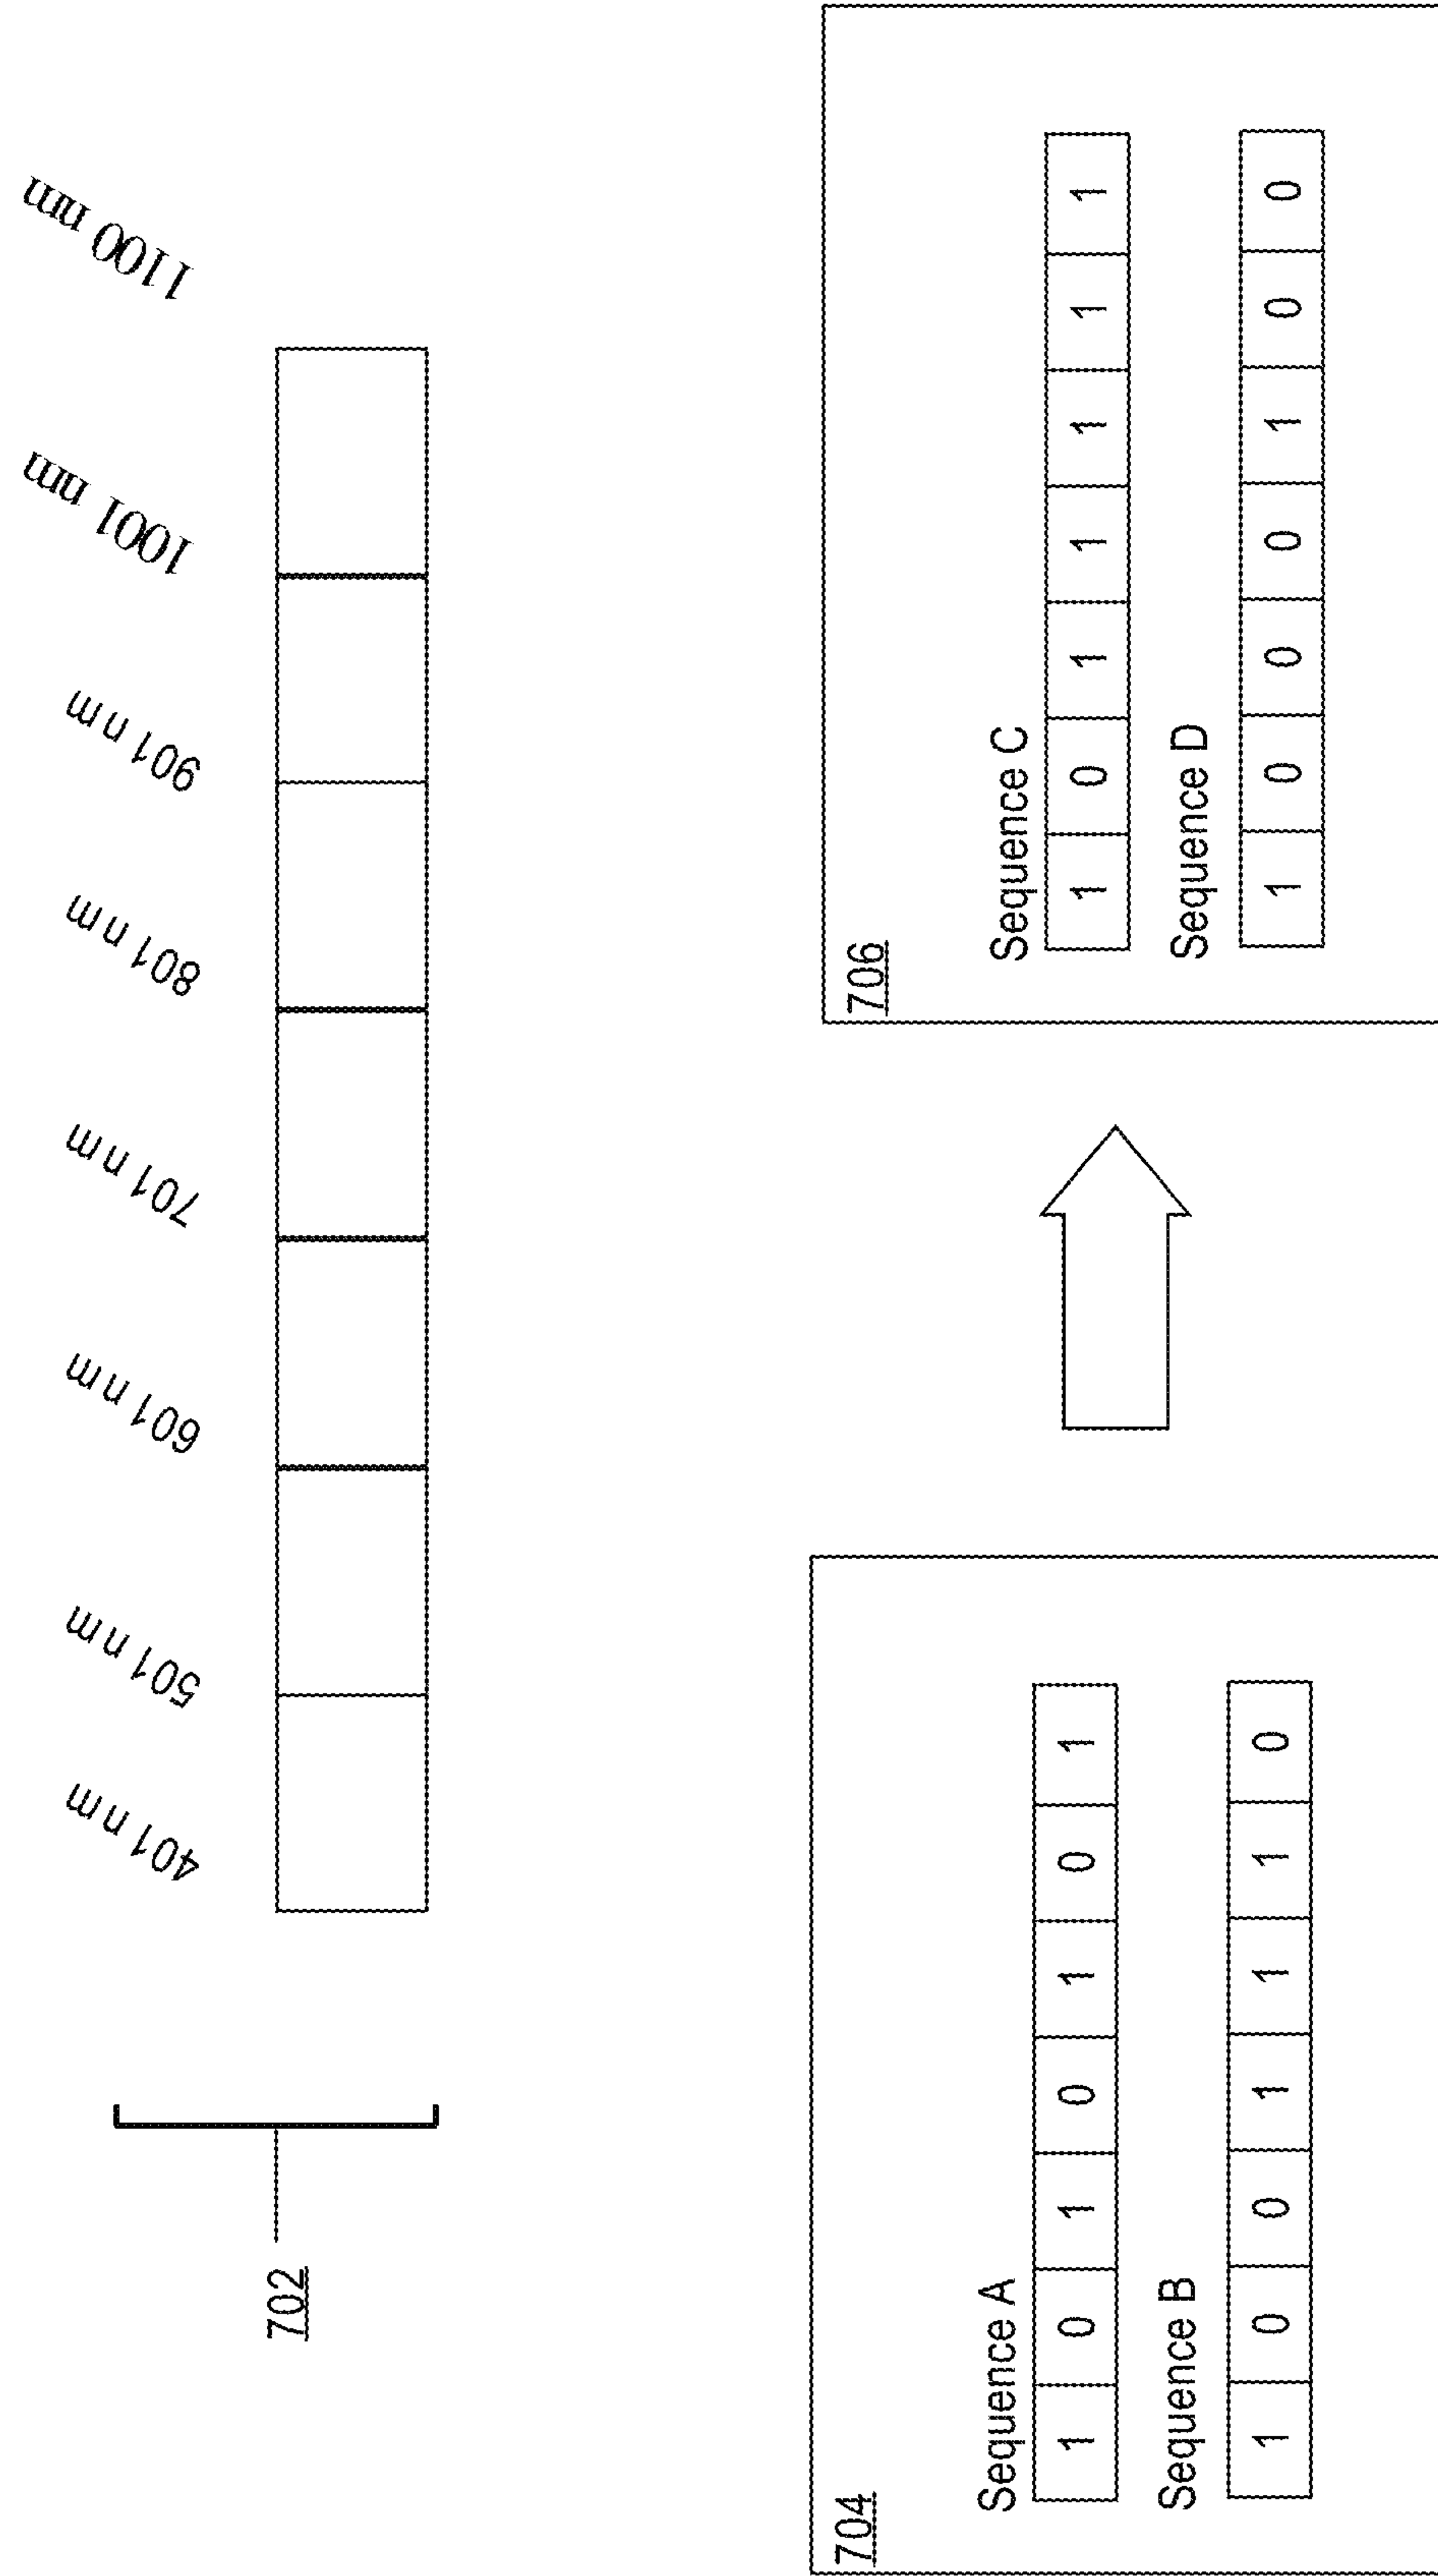 401 nm 501 nm 601 nm 701 nm 801 nm 901 nm 1001 nm 1100 nm
702
704
Sequence A
1 0 1 0 1 0 1
Sequence B
1 0 0 1 1 1 0
706
Sequence C
1 0 1 1 1 1 1
Sequence D
1 0 0 0 1 0 0